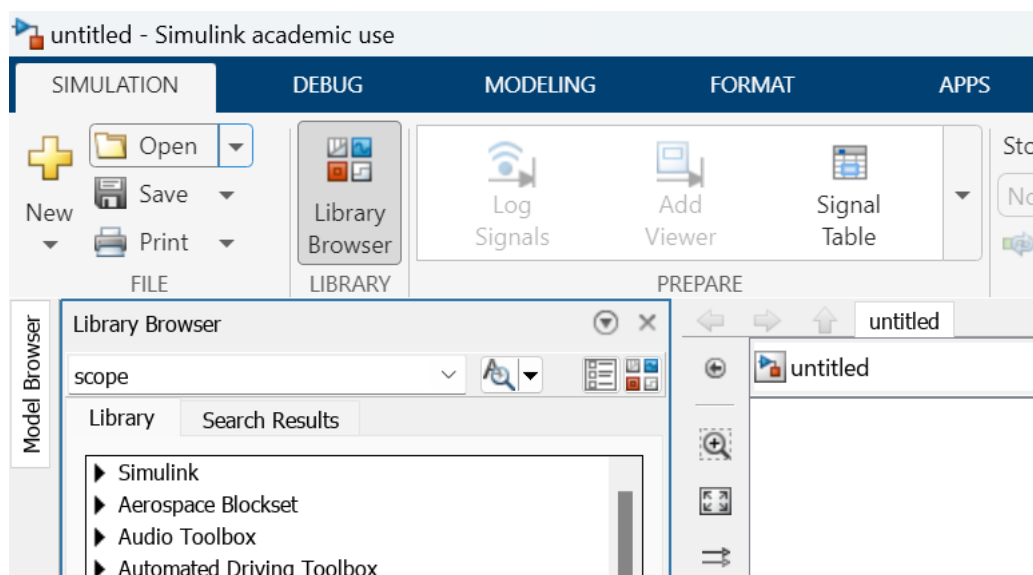 untitled - Simulink academic use
SIMULATION DEBUG MODELING FORMAT APPS
New
Open
Save
Print
FILE
Library
Browser
LIBRARY
Log
Signals
Add
Viewer
Signal
Table
PREPARE
Model Browser
Library Browser
scope
Library Search Results
Simulink
Aerospace Blockset
Audio Toolbox
Automated Driving Toolbox
untitled
untitled